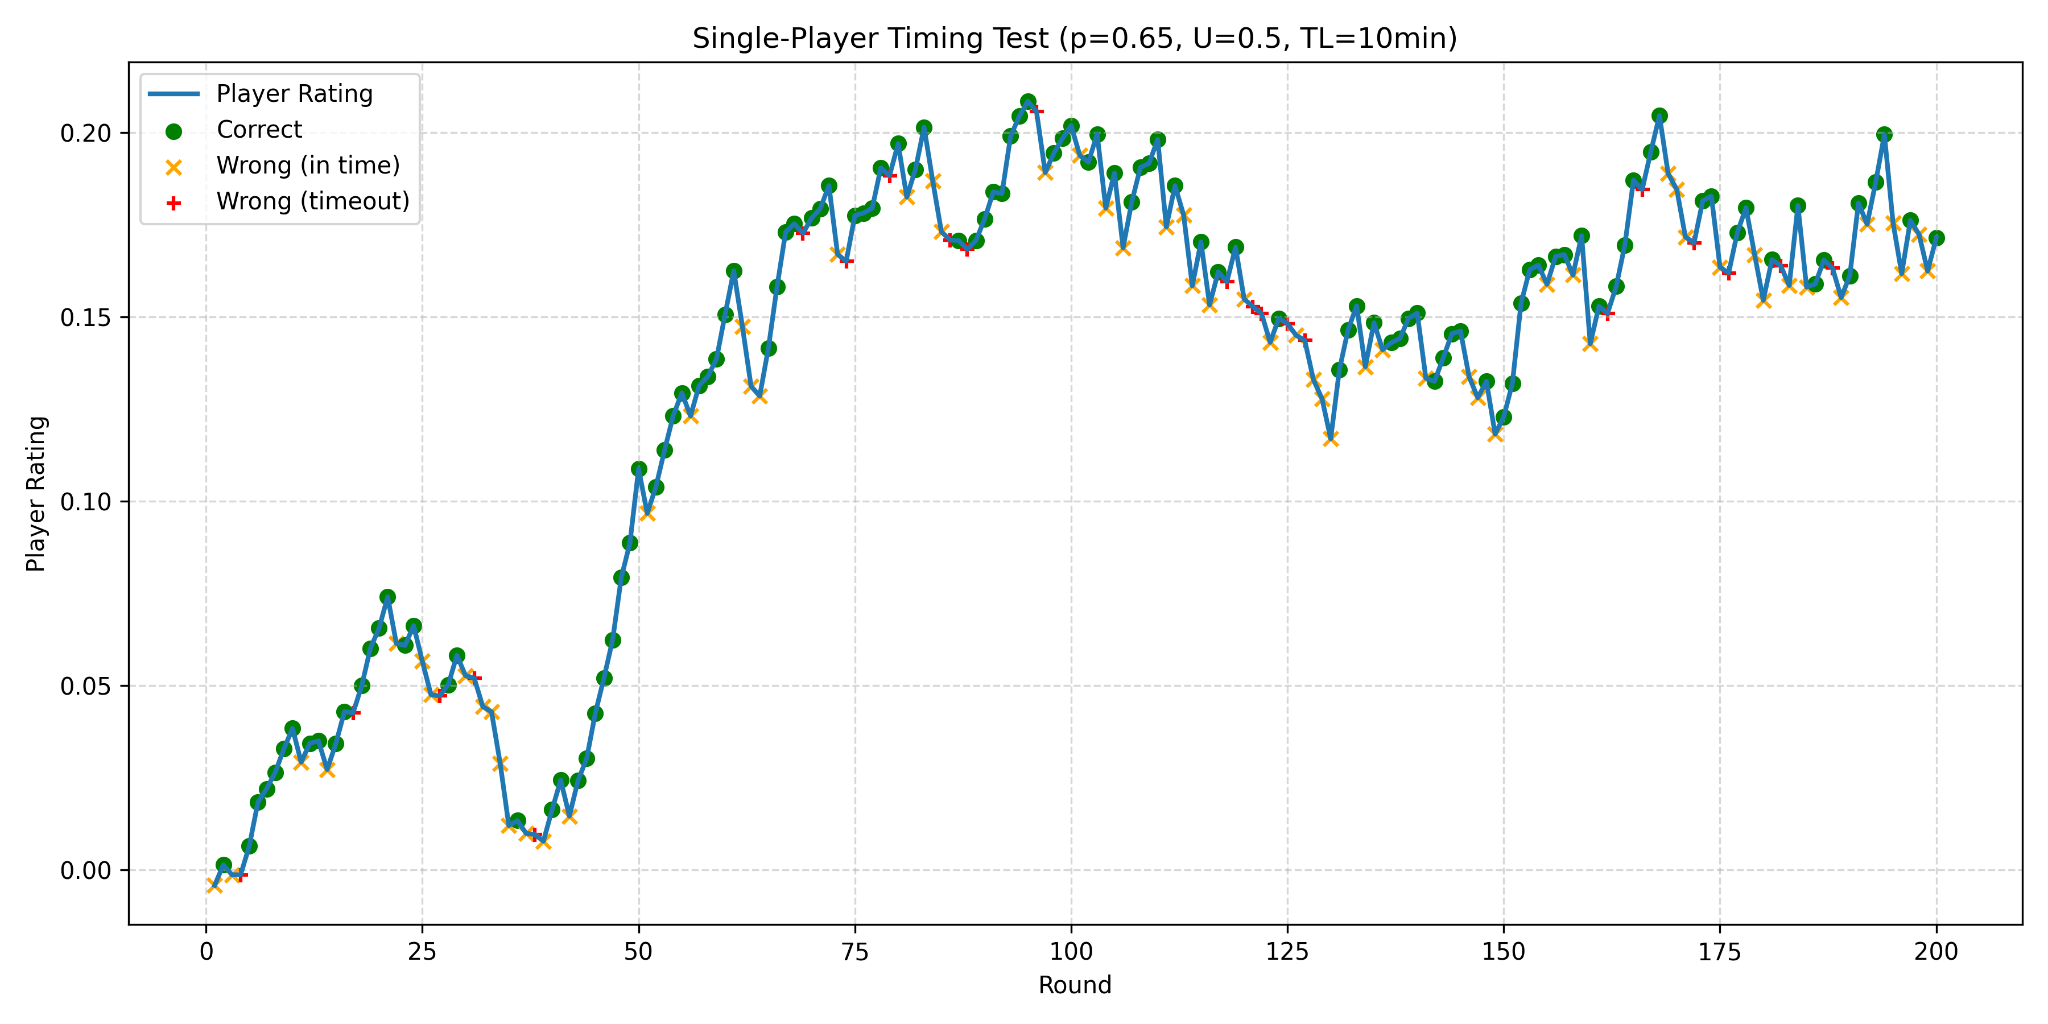 Single-Player Timing Test (p=0.65, U=0.5, TL=10min)
Player Rating
Correct
Wrong (in time)
Wrong (timeout)
Player Rating
0.20
0.15
0.10
0.05
0.00
0 25 50 75 100 125 150 175 200
Round